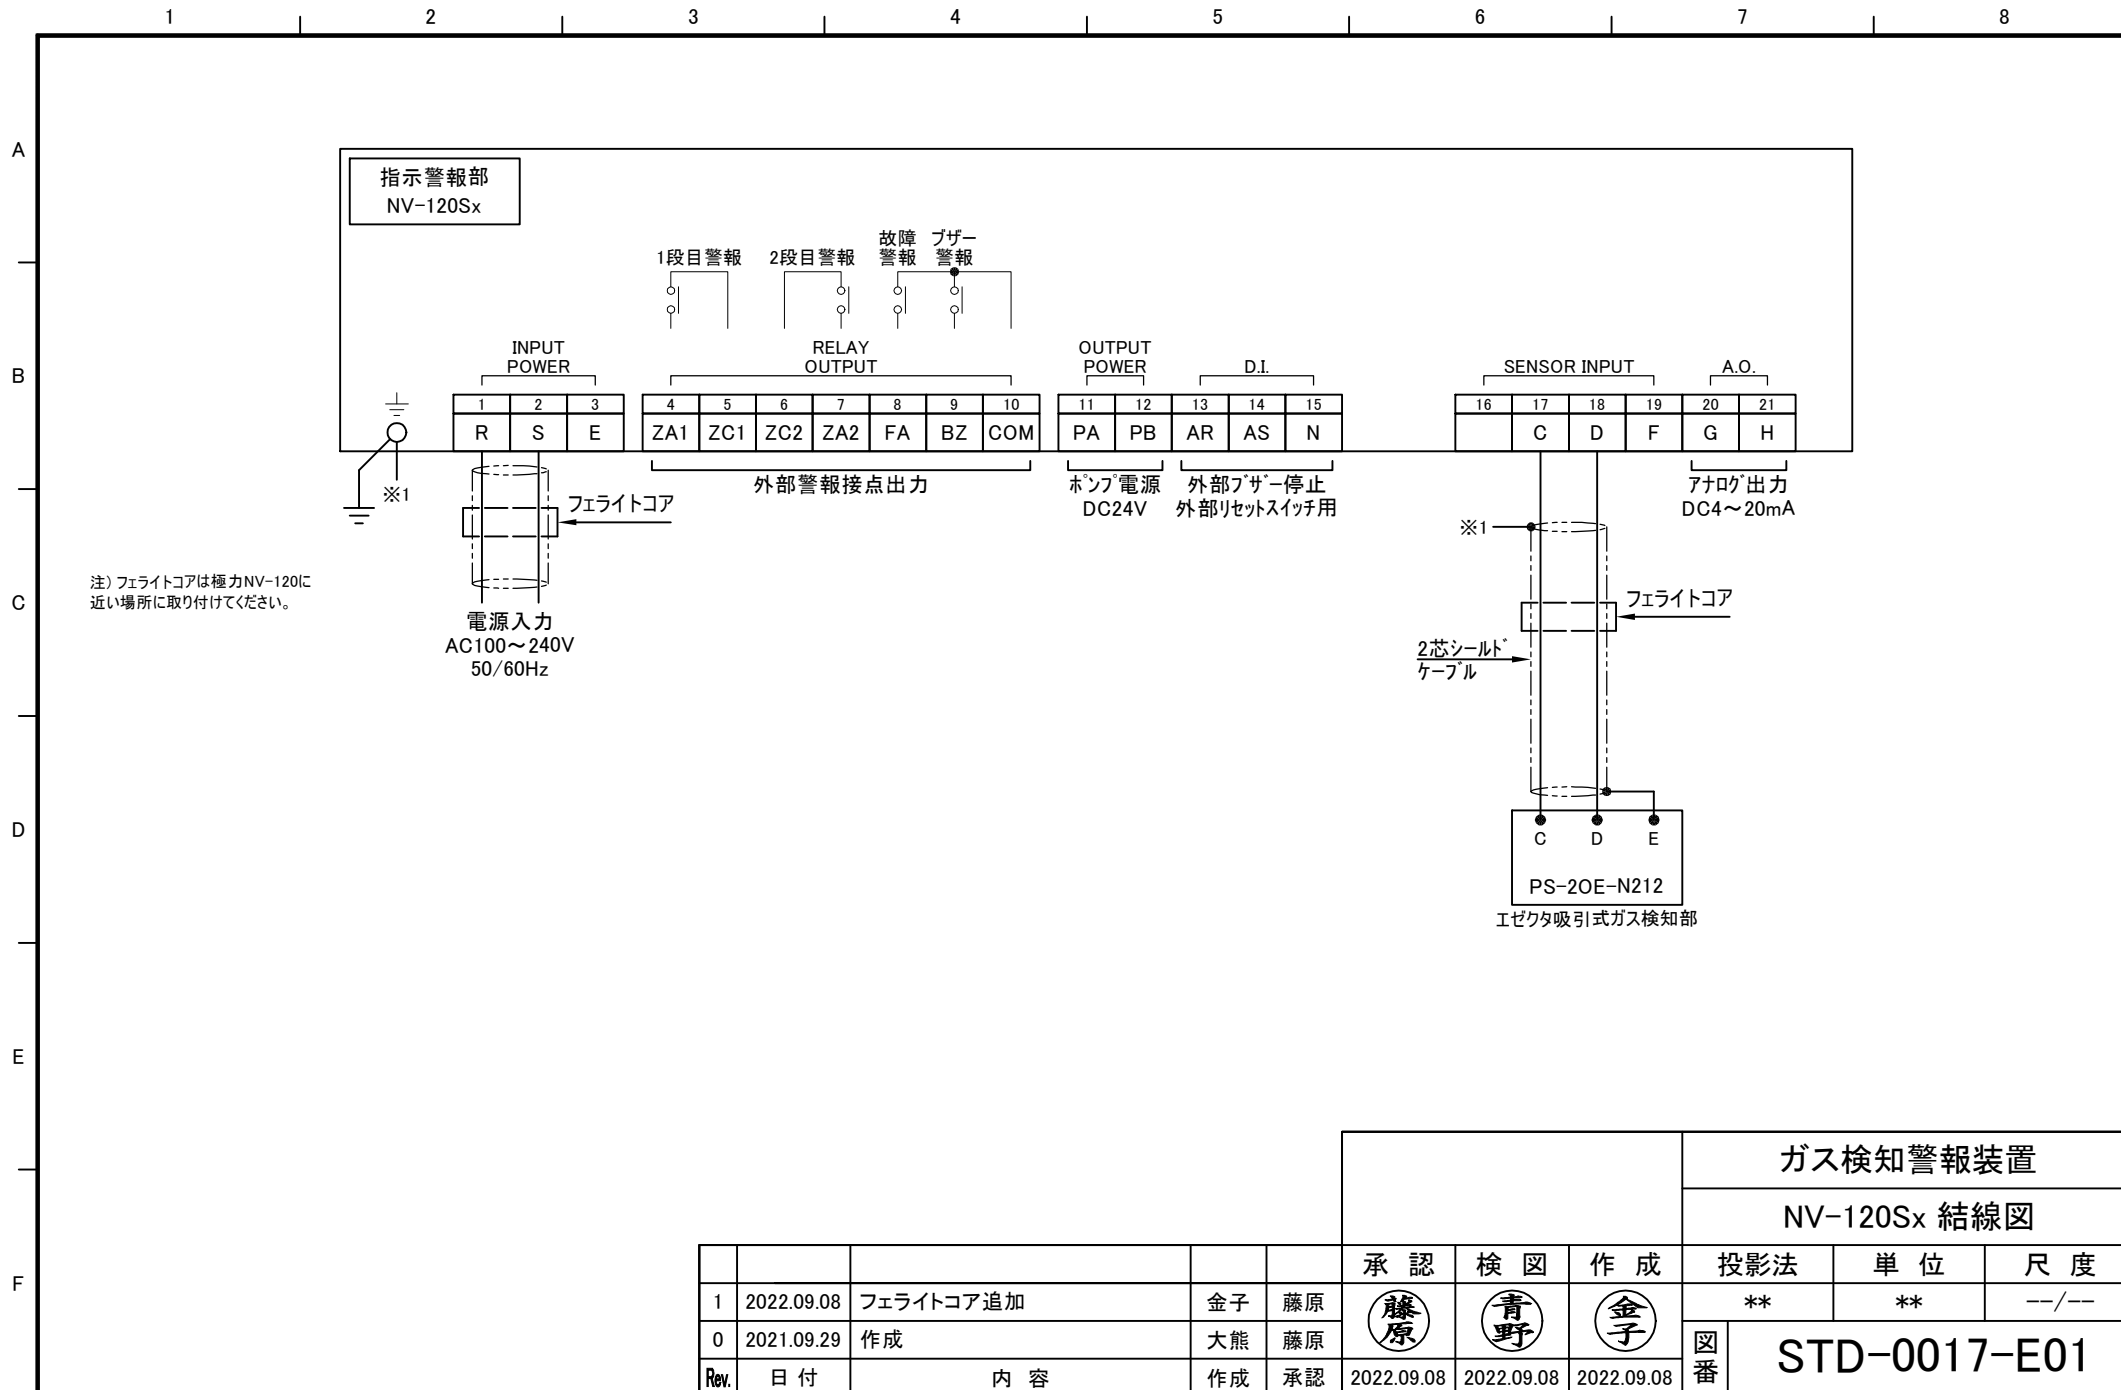 1 2 3 4 5 6 7 8
A
指示警報部
NV-120Sx
故障 ブザー
1段目警報 2段目警報 警報 警報
INPUT RELAY OUTPUT
B
POWER OUTPUT POWER D.I. SENSOR INPUT A.O.
1 2 3 4 5 6 7 8 9 10 11 12 13 14 15 16 17 18 19 20 21
R S E ZA1 ZC1 ZC2 ZA2 FA BZ COM PA PB AR AS N C D F G H
※1 外部警報接点出力 ﾎﾟﾝﾌﾟ電源 外部ﾌﾞｻﾞｰ停止 ｱﾅﾛｸﾞ出力
フェライトコア DC24V 外部ﾘｾｯﾄｽｲｯﾁ用 DC4～20mA
※1
注）フェライトコアは極力NV-120に
C
近い場所に取り付けてください。
フェライトコア
電源入力
AC100～240V
50/60Hz
2芯ｼｰﾙﾄﾞ
ｹｰﾌﾞﾙ
D
C D E
PS-2OE-N212
ｴｾﾞｸﾀ吸引式ガス検知部
E
ガス検知警報装置
NV-120Sx 結線図
F
承 認 検 図 作 成 投影法 単 位 尺 度
1 2022.09.08 フェライトコア追加 金子 藤原 藤原 青野 金子 ** ** --/--
0 2021.09.29 作成 大熊 藤原
図番 STD-0017-E01
Rev. 日 付 内 容 作成 承認 2022.09.08 2022.09.08 2022.09.08